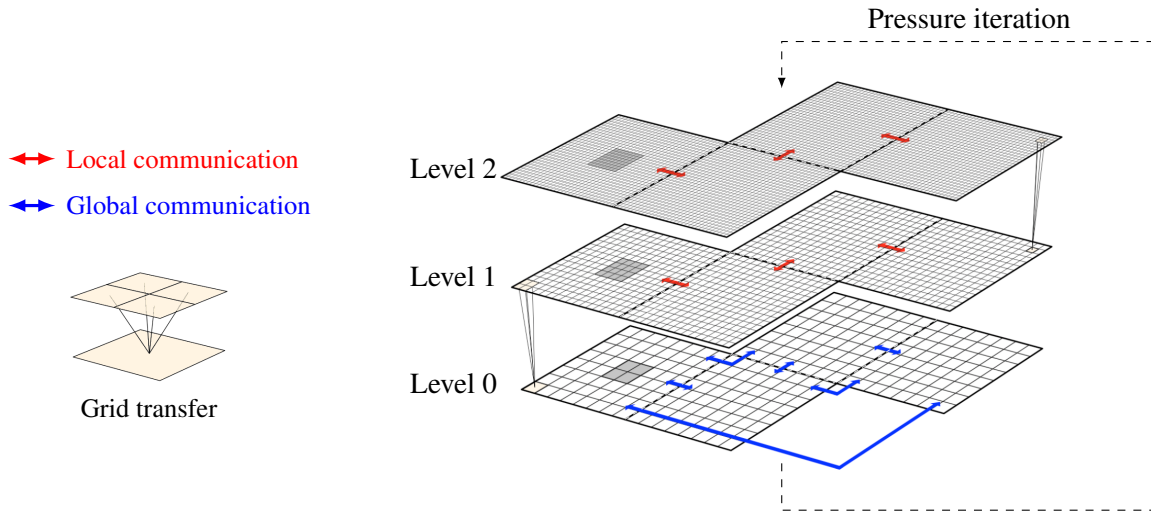 Pressure iteration
Local communication
Global communication
Level 2
Level 1
Level 0
Grid transfer